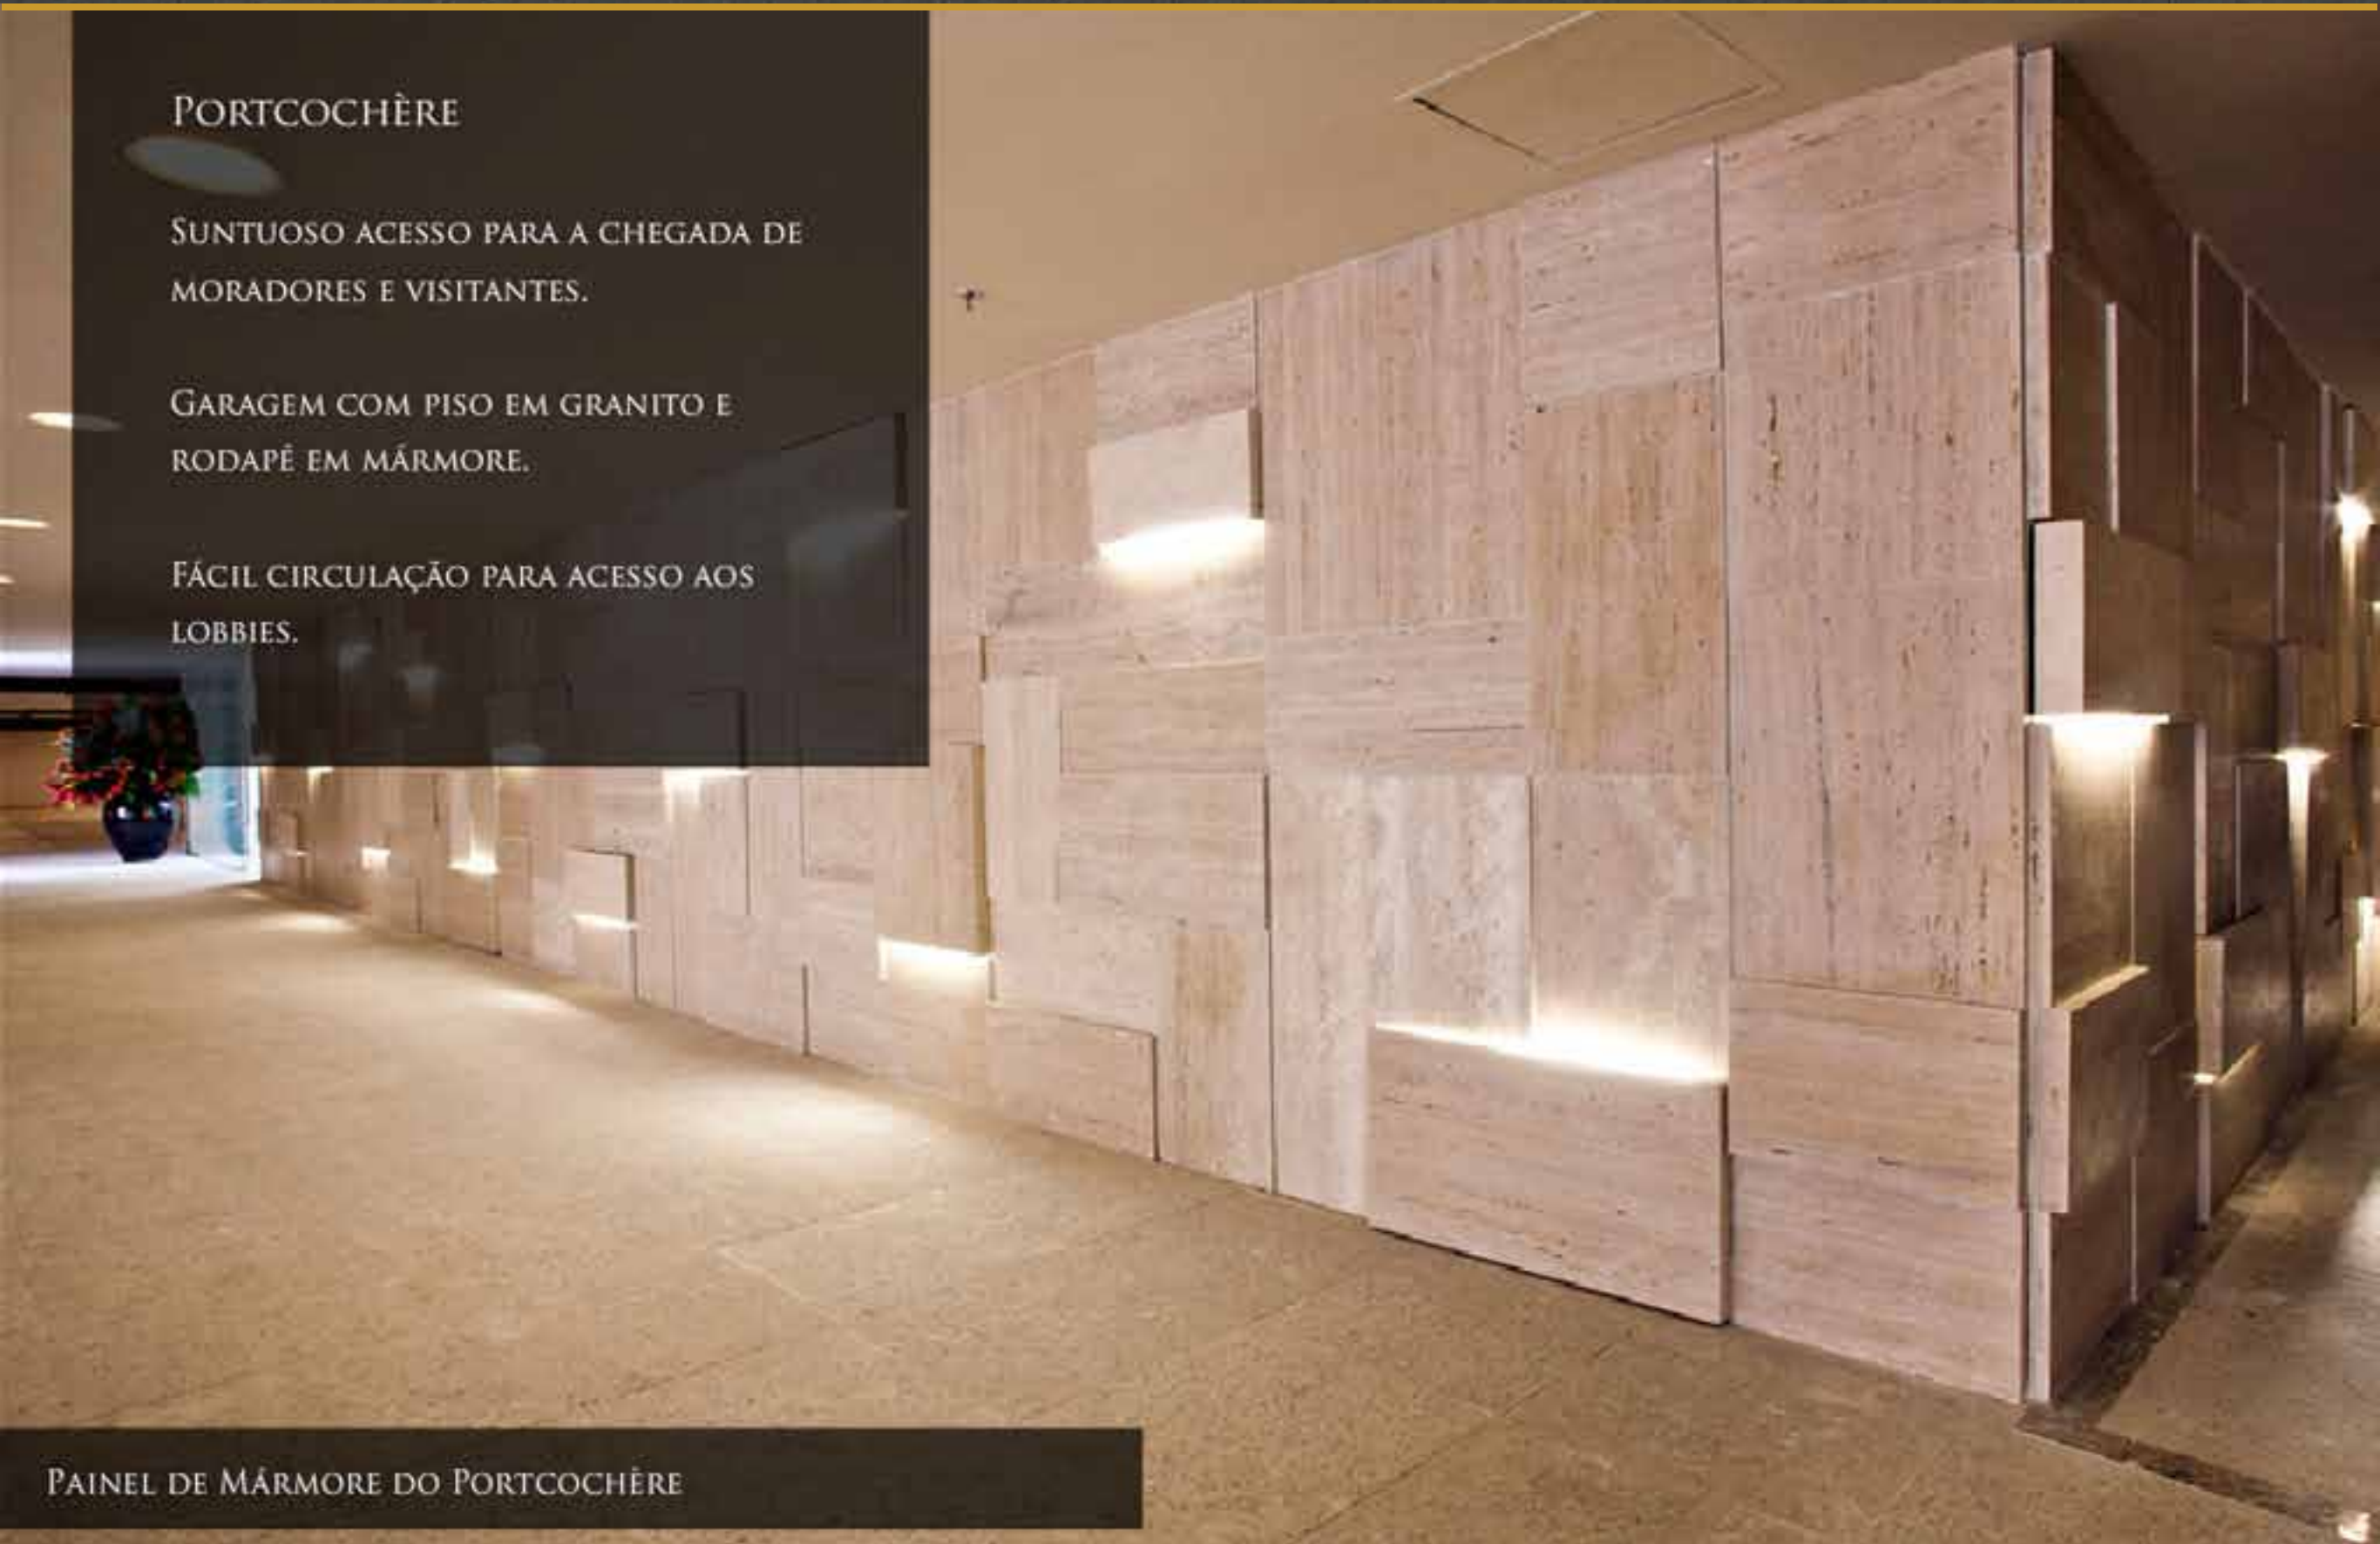 Portcochère
Suntuoso acesso para a chegada de
moradores e visitantes.
Garagem com piso em granito e
rodapé em mármore.
Fácil circulação para acesso aos
lobbies.
Painel de Mármore do Portcochère